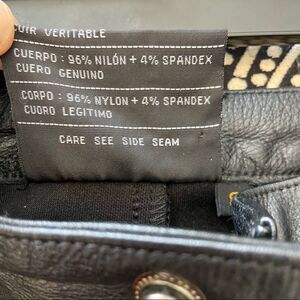 CUIR VERITABLE
CUERPO : 96% NILÓN + 4% SPANDEX
CUERO GENUINO
CORPO : 96% NYLON + 4% SPANDEX
CUORO LEGITIMO
CARE SEE SIDE SEAM